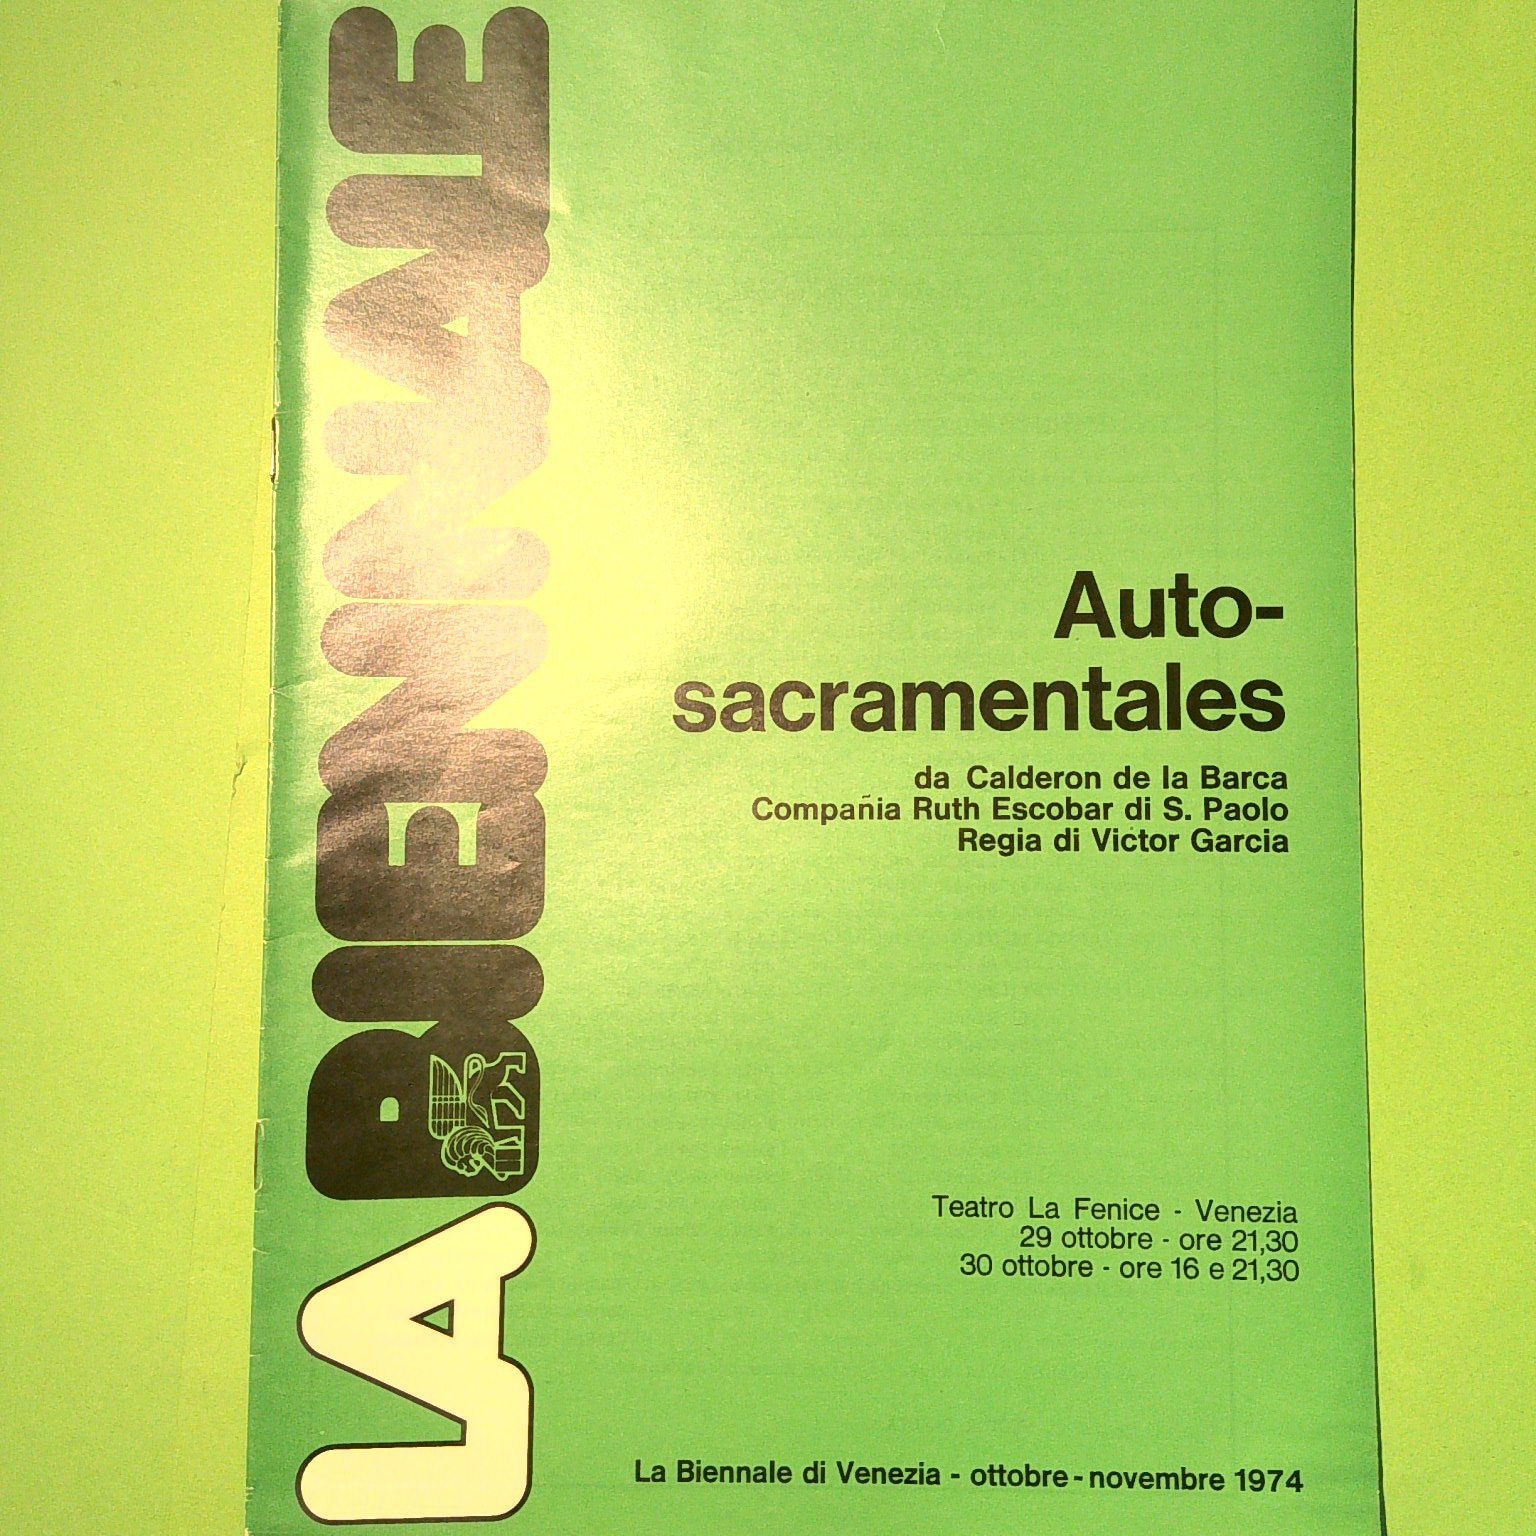 LA BIENNALE
Auto-
sacramentales
da Calderon de la Barca
Compañia Ruth Escobar di S. Paolo
Regia di Victor Garcia
Teatro La Fenice - Venezia
29 ottobre - ore 21,30
30 ottobre - ore 16 e 21,30
La Biennale di Venezia - ottobre - novembre 1974